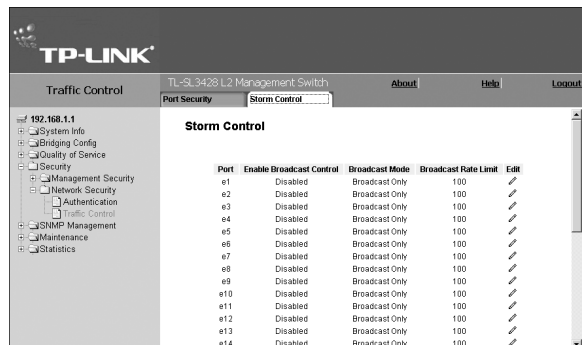 TP-LINK
Traffic Control
TL-SL3428 L2 Management Switch
About
Help
Logout
Port Security
Storm Control
192.168.1.1
System Info
Bridging Config
Quality of Service
Security
Management Security
Network Security
Authentication
Traffic Control
SNMP Management
Maintenance
Statistics
Storm Control
Port Enable Broadcast Control Broadcast Mode Broadcast Rate Limit Edit
e1 Disabled Broadcast Only 100
e2 Disabled Broadcast Only 100
e3 Disabled Broadcast Only 100
e4 Disabled Broadcast Only 100
e5 Disabled Broadcast Only 100
e6 Disabled Broadcast Only 100
e7 Disabled Broadcast Only 100
e8 Disabled Broadcast Only 100
e9 Disabled Broadcast Only 100
e10 Disabled Broadcast Only 100
e11 Disabled Broadcast Only 100
e12 Disabled Broadcast Only 100
e13 Disabled Broadcast Only 100
e14 Disabled Broadcast Only 100